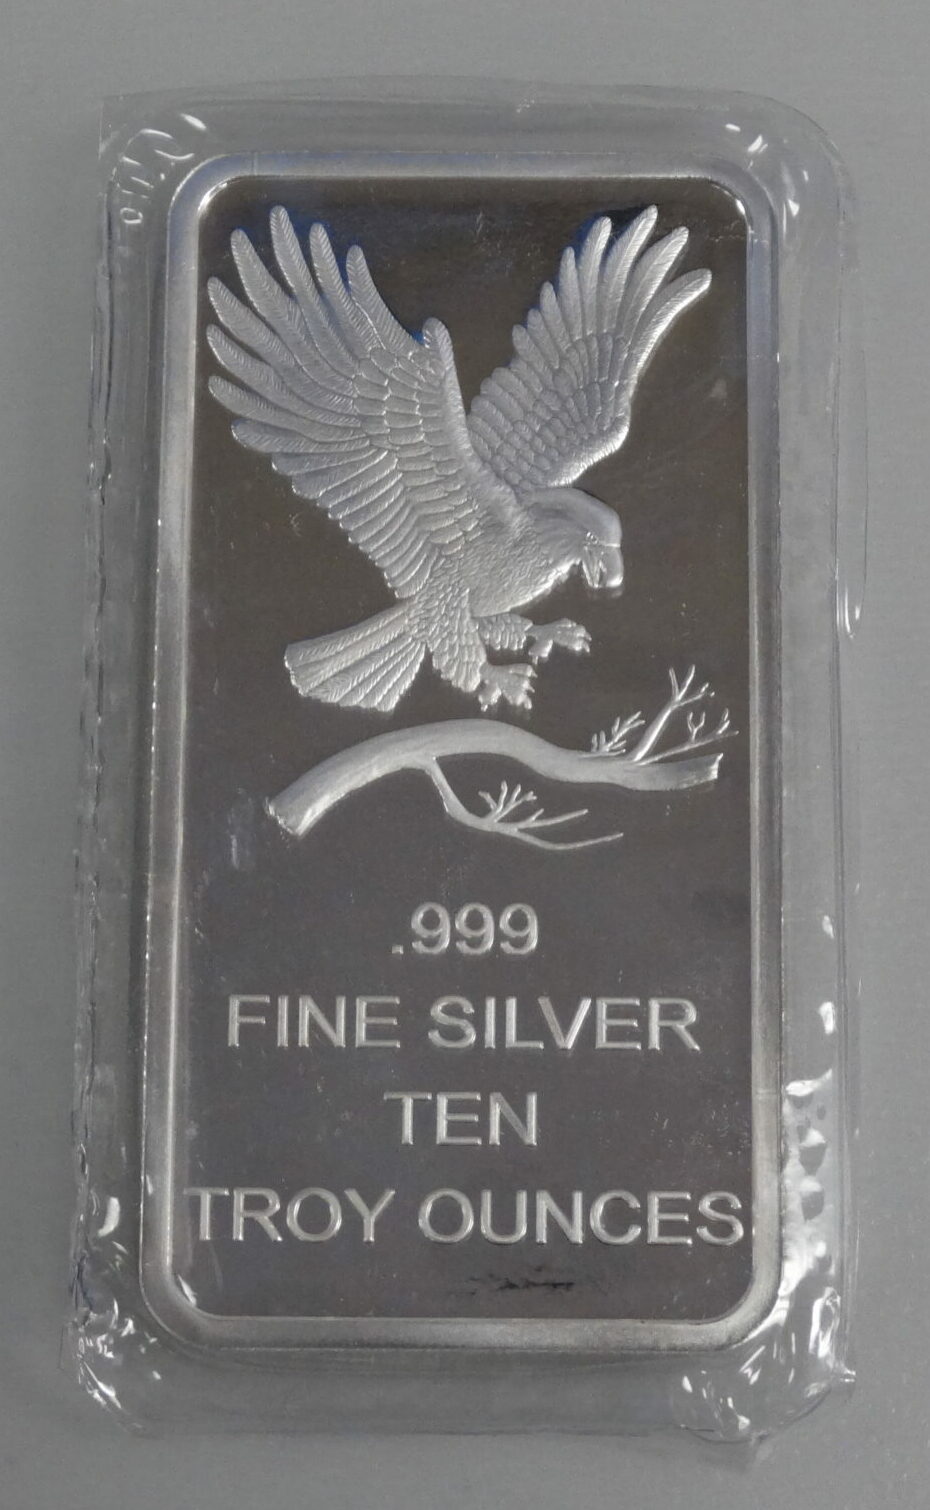 .999
FINE SILVER
TEN
TROY OUNCES